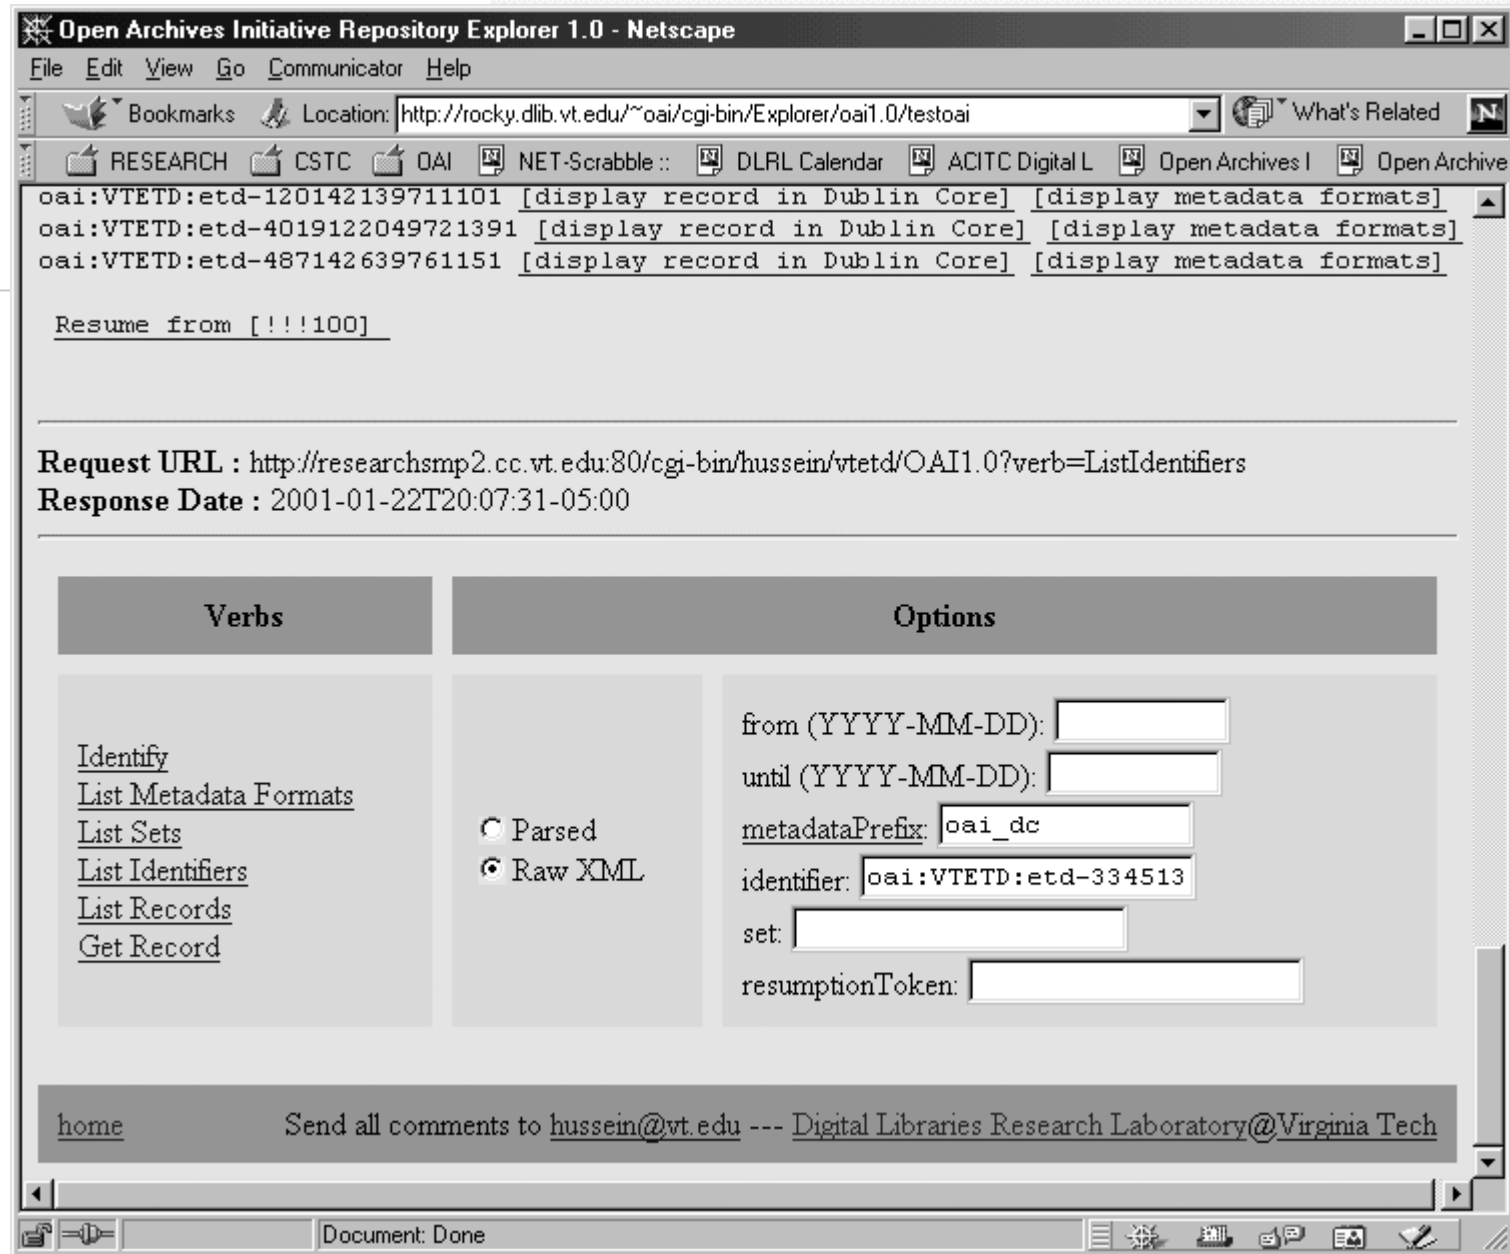 Open Archives Initiative Repository Explorer 1.0 - Netscape
File Edit View Go Communicator Help
Bookmarks Location: http://rocky.dlib.vt.edu/~oai/cgi-bin/Explorer/oai1.0/testoai What's Related N
RESEARCH CSTC OAI NET-Scrabble :: DLRL Calendar ACITC Digital L Open Archives I Open Archive
oai:VTETD:etd-120142139711101 [display record in Dublin Core] [display metadata formats]
oai:VTETD:etd-4019122049721391 [display record in Dublin Core] [display metadata formats]
oai:VTETD:etd-487142639761151 [display record in Dublin Core] [display metadata formats]
Resume from [!!!100]
Request URL : http://researchsmp2.cc.vt.edu:80/cgi-bin/hussein/vtetd/OAI1.0?verb=ListIdentifiers
Response Date : 2001-01-22T20:07:31-05:00
Verbs Options
Identify
List Metadata Formats
List Sets
List Identifiers
List Records
Get Record
Parsed
Raw XML
from (YYYY-MM-DD):
until (YYYY-MM-DD):
metadataPrefix: oai_dc
identifier: oai:VTETD:etd-334513
set:
resumptionToken:
home Send all comments to hussein@vt.edu --- Digital Libraries Research Laboratory@Virginia Tech
Document: Done